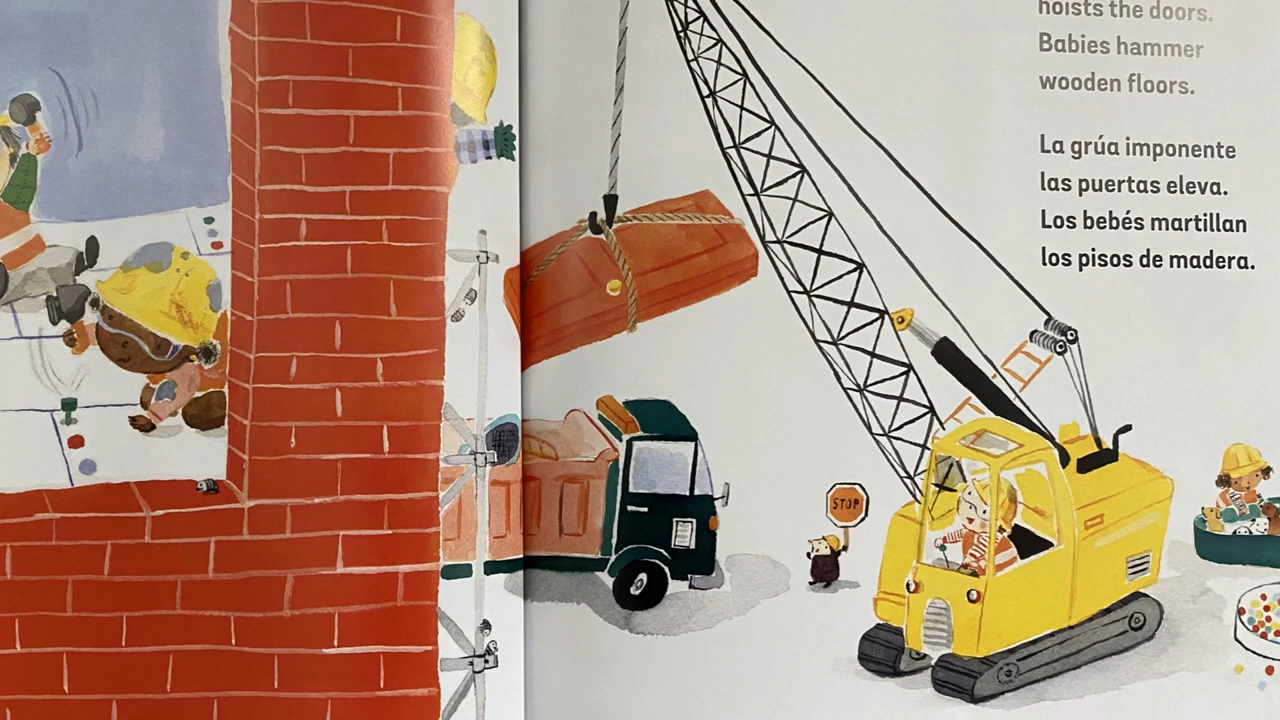 hoists the doors.
Babies hammer
wooden floors.
La grúa imponente
las puertas eleva.
Los bebés martillan
los pisos de madera.
STOP